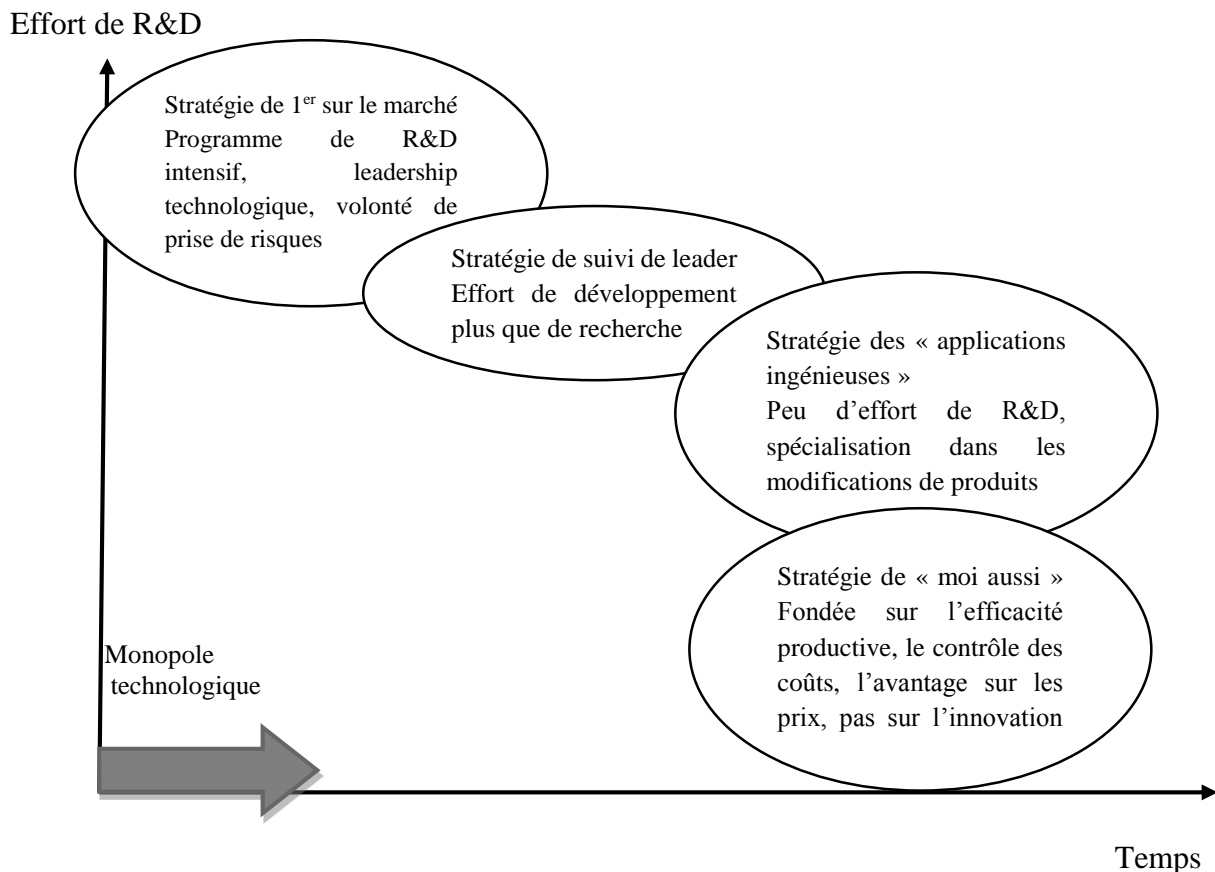 Effort de R&D
Stratégie de 1er sur le marché
Programme de R&D
intensif, leadership
technologique, volonté de
prise de risques
Stratégie de suivi de leader
Effort de développement
plus que de recherche
Stratégie des « applications
ingénieuses »
Peu d’effort de R&D,
spécialisation dans les
modifications de produits
Stratégie de « moi aussi »
Fondée sur l’efficacité
productive, le contrôle des
coûts, l’avantage sur les
prix, pas sur l’innovation
Monopole
technologique
Temps